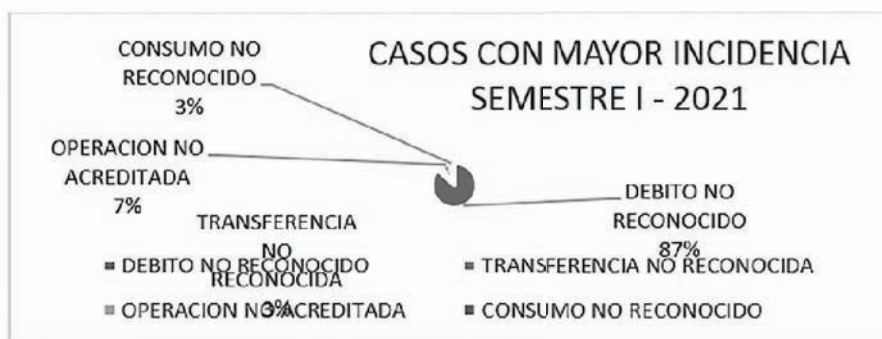 CASOS CON MAYOR INCIDENCIA
SEMESTRE I - 2021
CONSUMO NO
RECONOCIDO
3%
OPERACION NO
ACREDITADA
7%
DEBITO NO
RECONOCIDO
87%
TRANSFERENCIA
NO
RECONOCIDA
3%
DEBITO NO RECONOCIDO
TRANSFERENCIA NO RECONOCIDA
OPERACION NO ACREDITADA
CONSUMO NO RECONOCIDO